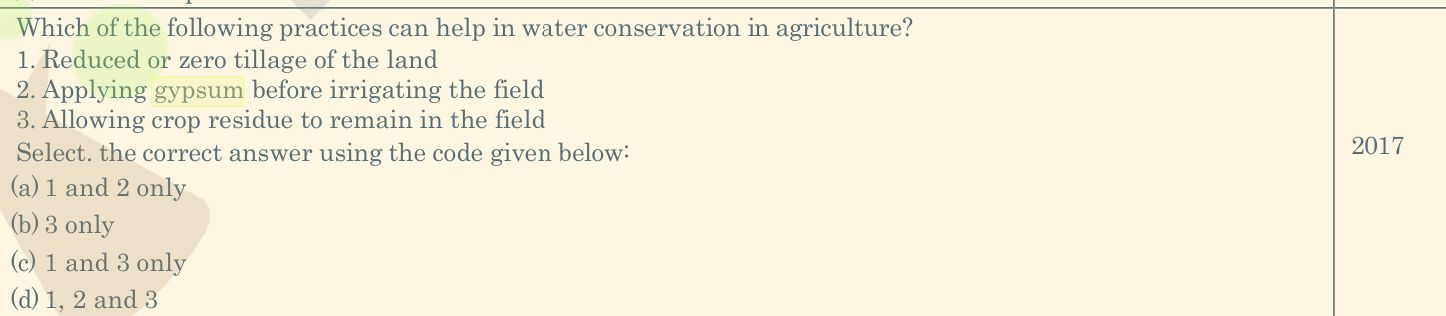 Which of the following practices can help in water conservation in agriculture?
1. Reduced or zero tillage of the land
2. Applying gypsum before irrigating the field
3. Allowing crop residue to remain in the field
Select. the correct answer using the code given below:
(a) 1 and 2 only
(b) 3 only
(c) 1 and 3 only
(d) 1, 2 and 3
2017